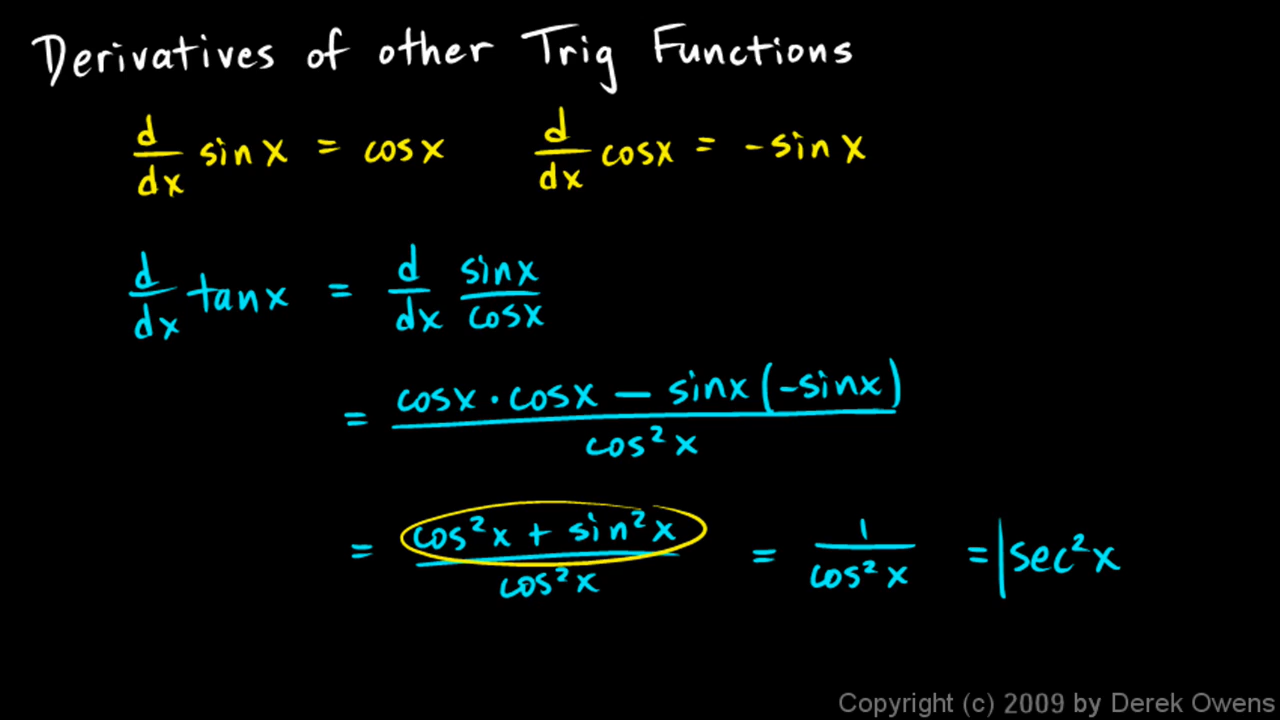 Derivatives of other Trig Functions
d/dx sin x = cos x   d/dx cos x = -sin x
d/dx tan x = d/dx sin x/cos x
= cos x · cos x - sin x (-sin x)/cos² x
= cos² x + sin² x/cos² x = 1/cos² x = |sec² x
Copyright (c) 2009 by Derek Owens